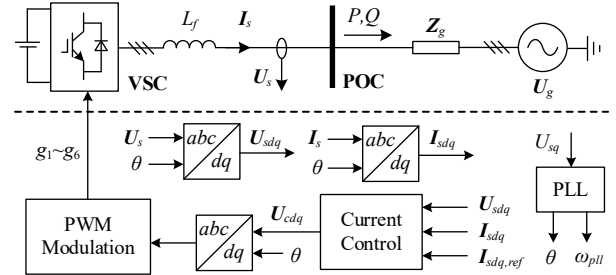 L_f
I_s
P, Q
Z_g
VSC
U_s
POC
U_g
g_1~g_6
U_s
θ
abc
dq
U_sdq
I_s
θ
abc
dq
I_sdq
U_sq
PLL
θ
ω_pll
PWM
Modulation
abc
dq
U_cdq
θ
Current
Control
U_sdq
I_sdq
I_sdq,ref